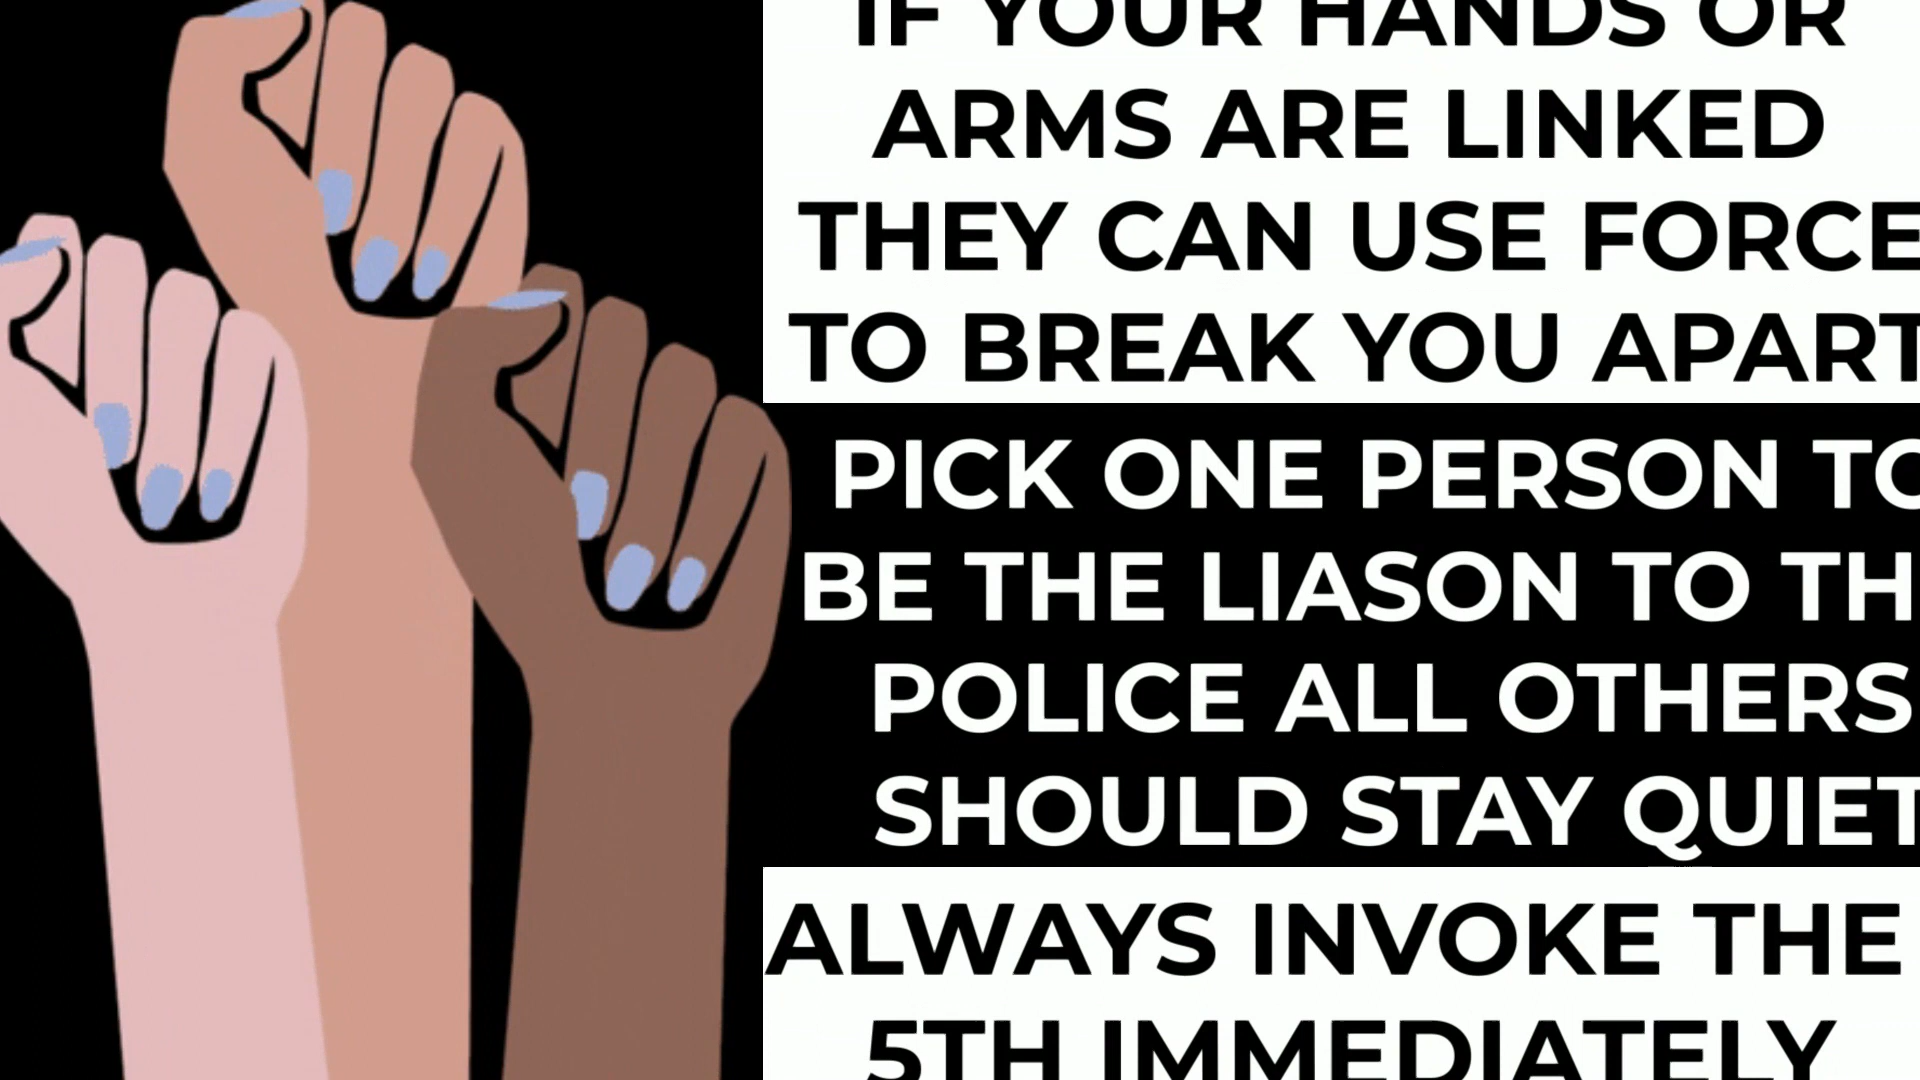 IF YOUR HANDS OR
ARMS ARE LINKED
THEY CAN USE FORCE
TO BREAK YOU APART
PICK ONE PERSON TO
BE THE LIASON TO TH
POLICE ALL OTHERS
SHOULD STAY QUIET
ALWAYS INVOKE THE
5TH IMMEDIATELY